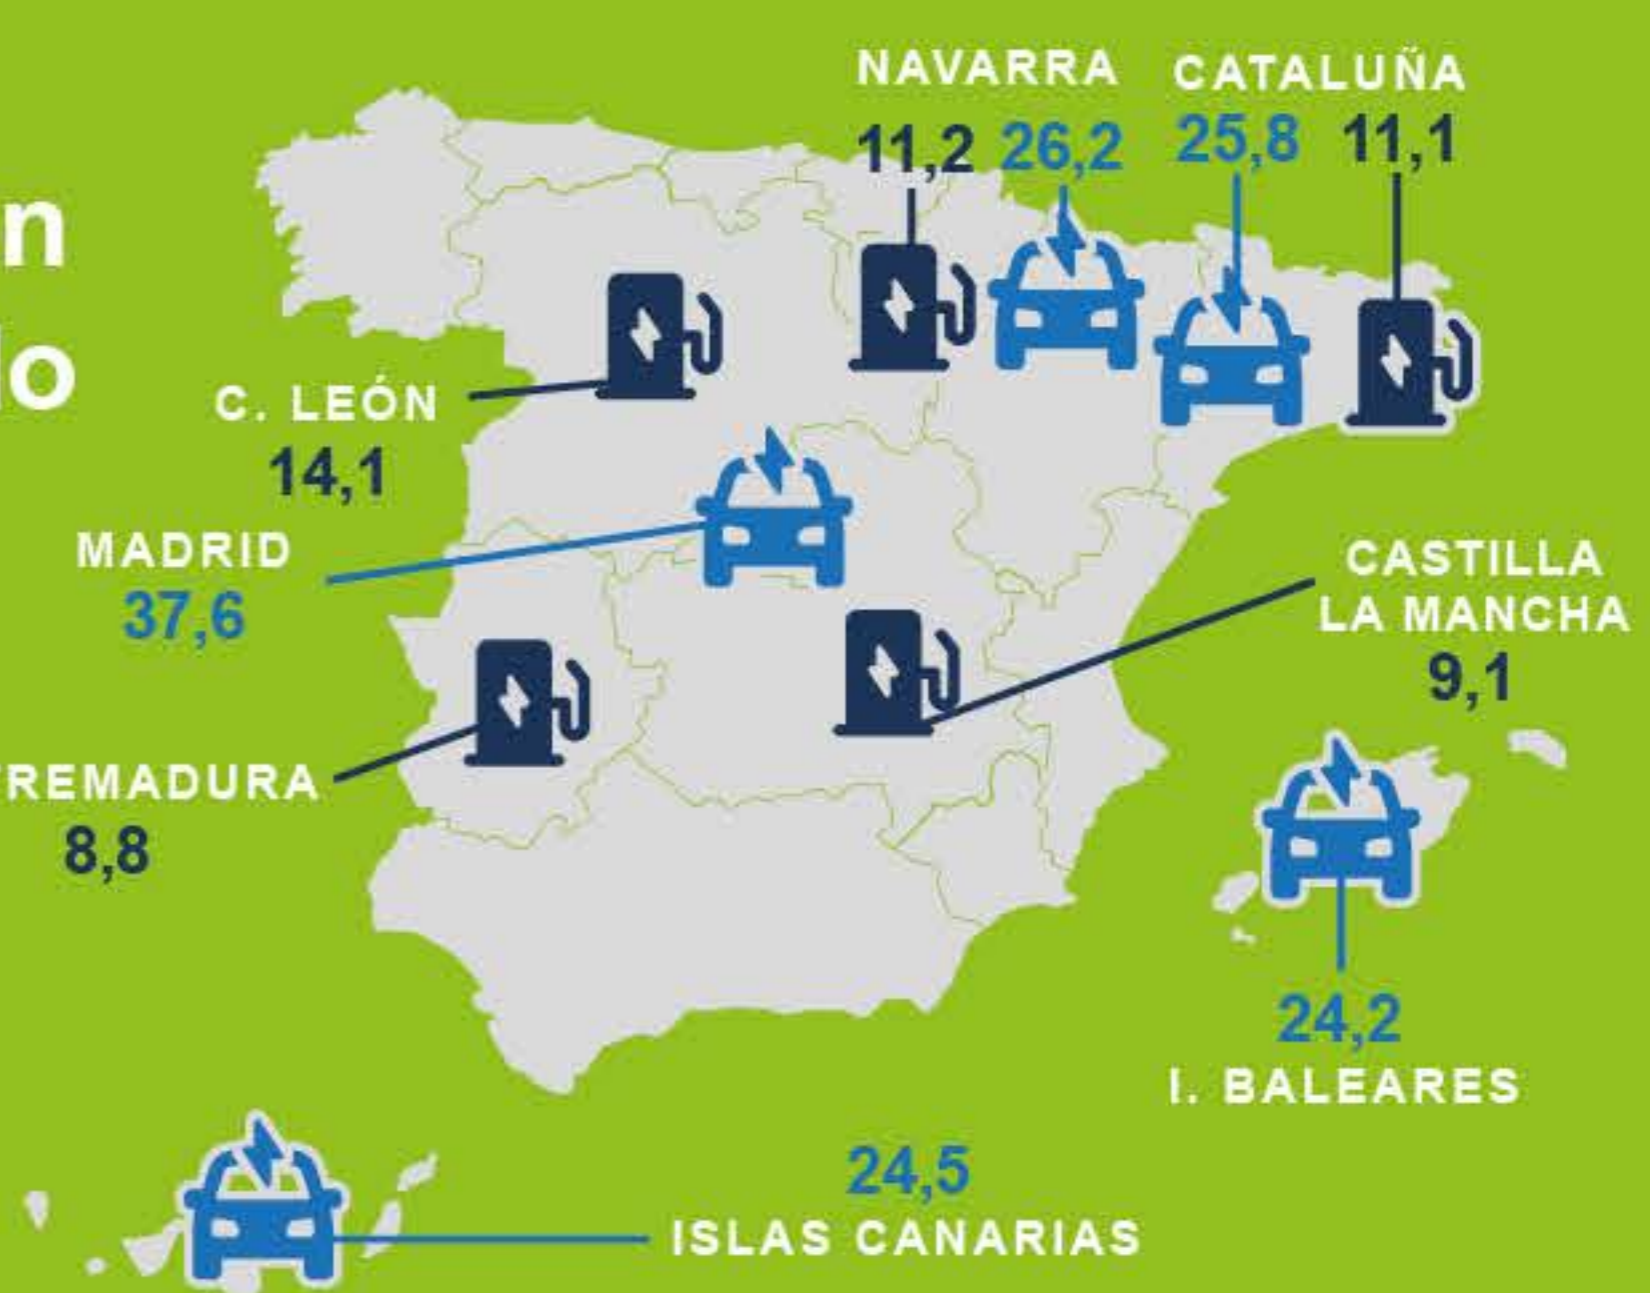 NAVARRA
11,2 26,2
CATALUÑA
25,8 11,1
n
o
C. LEÓN
14,1
MADRID
37,6
CASTILLA
LA MANCHA
9,1
REMADURA
8,8
24,2
I. BALEARES
24,5
ISLAS CANARIAS